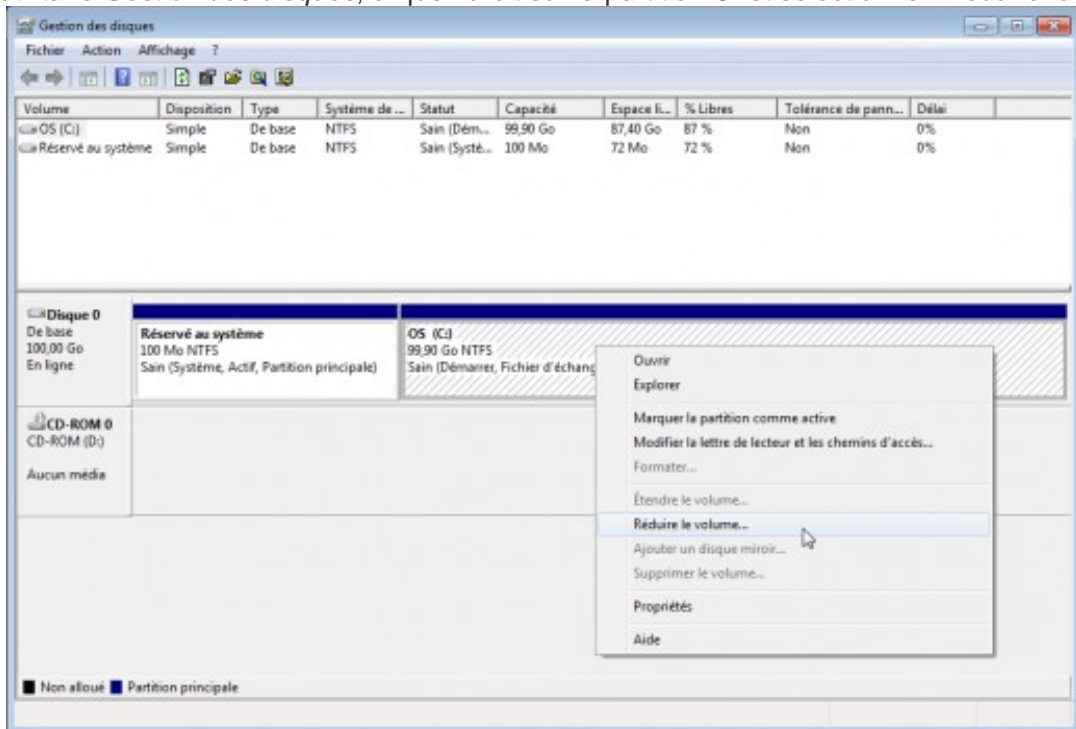 Gestion des disques
Fichier Action Affichage ?
Volume Disposition Type Système de ... Statut Capacité Espace li... % Libres Tolérance de pann... Délai
OS (C:) Simple De base NTFS Sain (Dém... 99,90 Go 87,40 Go 87 % Non 0%
Réservé au système Simple De base NTFS Sain (Systè... 100 Mo 72 Mo 72 % Non 0%
Disque 0
De base
100,00 Go
En ligne
Réservé au système
100 Mo NTFS
Sain (Système, Actif, Partition principale)
OS (C:)
99,90 Go NTFS
Sain (Démarrer, Fichier d'échang
Ouvrir
Explorer
Marquer la partition comme active
Modifier la lettre de lecteur et les chemins d'accès...
Formater...
Étendre le volume...
Réduire le volume...
Ajouter un disque miroir...
Supprimer le volume...
Propriétés
Aide
CD-ROM 0
CD-ROM (D:)
Aucun média
Non alloué Partition principale